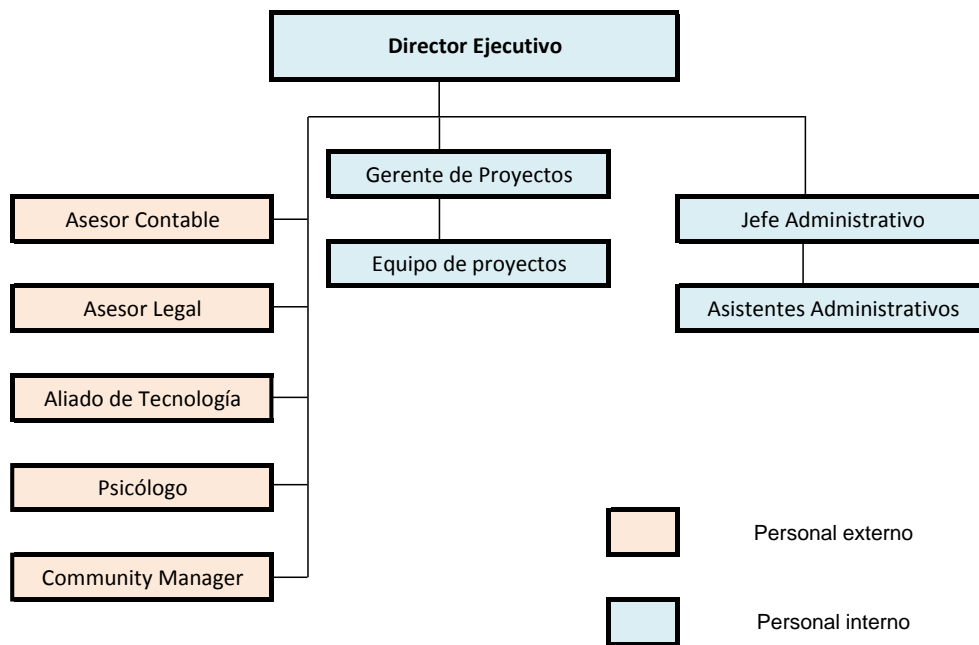 Director Ejecutivo
Gerente de Proyectos
Asesor Contable
Jefe Administrativo
Equipo de proyectos
Asesor Legal
Asistentes Administrativos
Aliado de Tecnología
Psicólogo
Personal externo
Community Manager
Personal interno